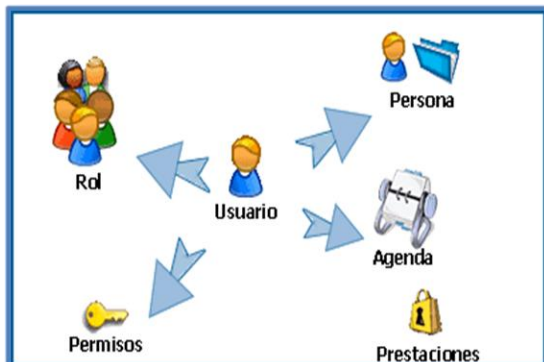 Persona
Rol
Usuario
Agenda
Permisos
Prestaciones